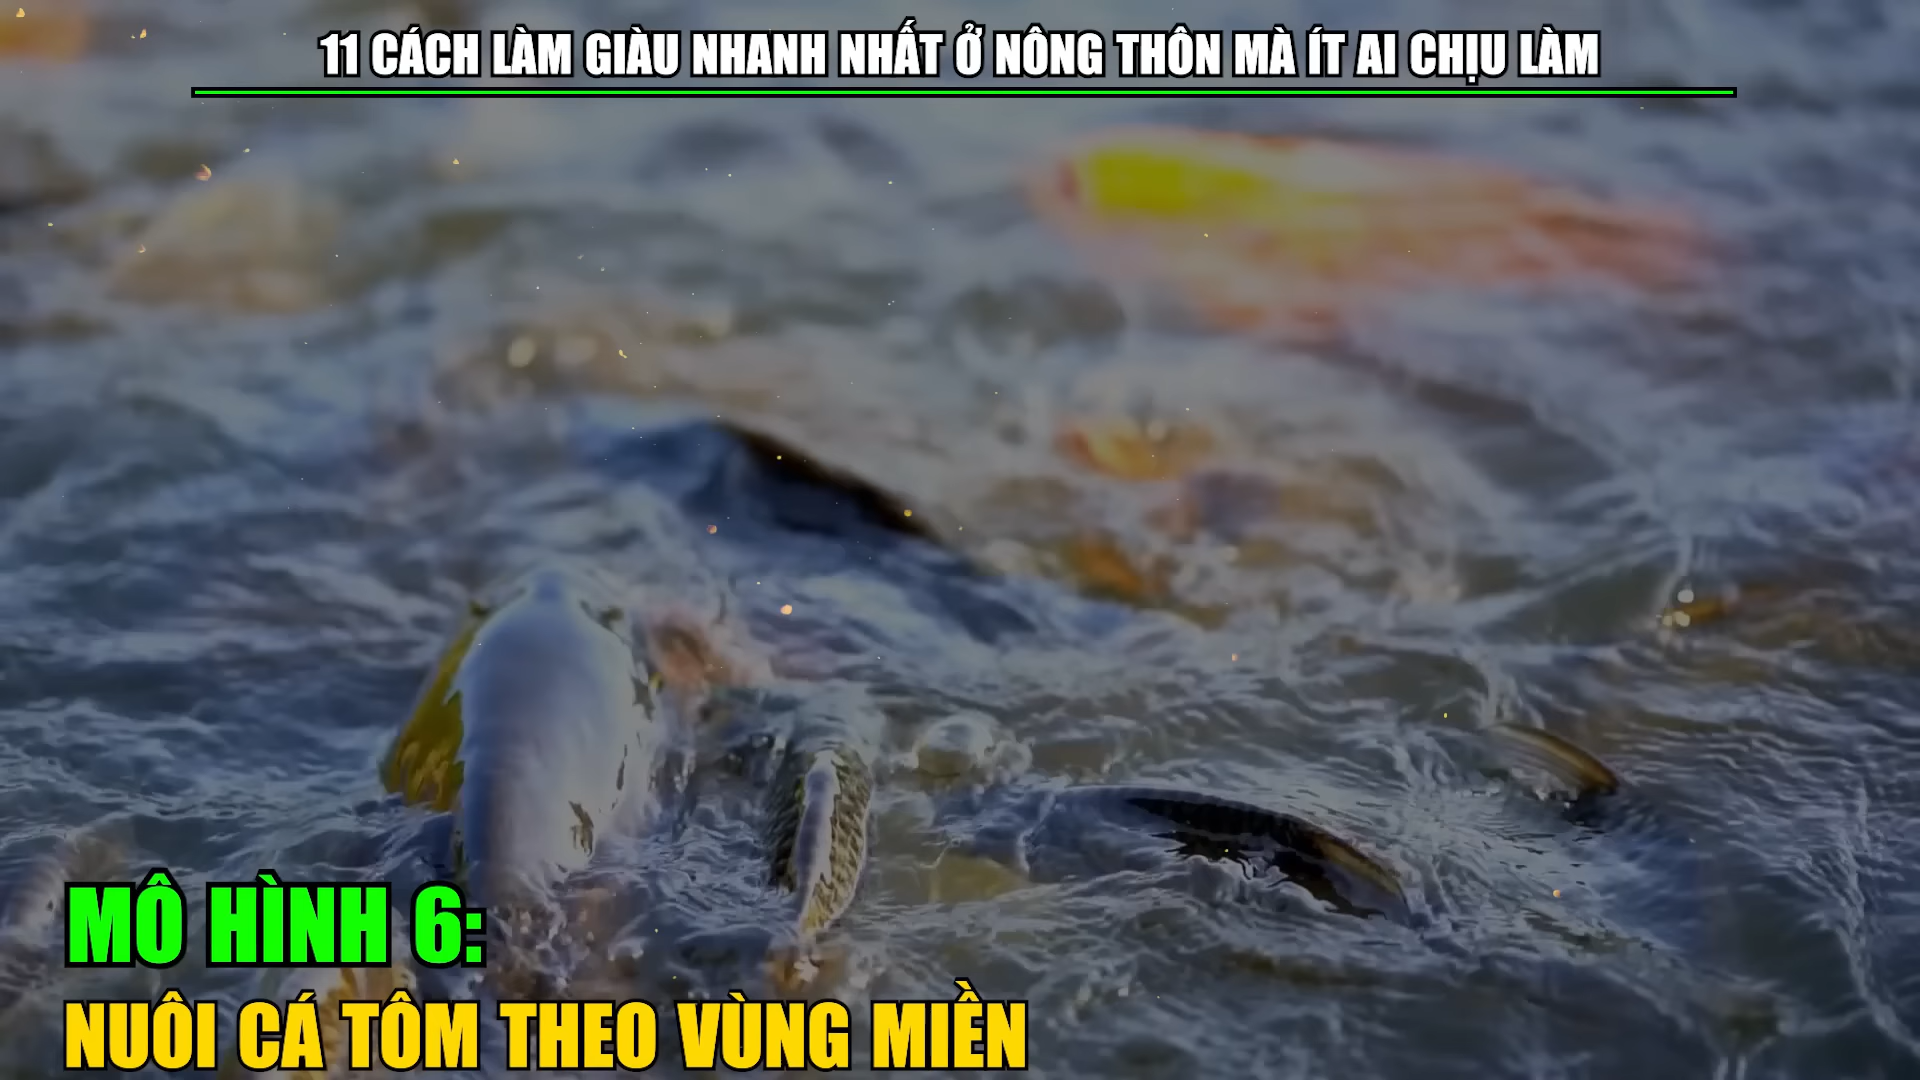 11 CÁCH LÀM GIÀU NHANH NHẤT Ở NÔNG THÔN MÀ ÍT AI CHỊU LÀM
MÔ HÌNH 6:
NUÔI CÁ TÔM THEO VÙNG MIỀN